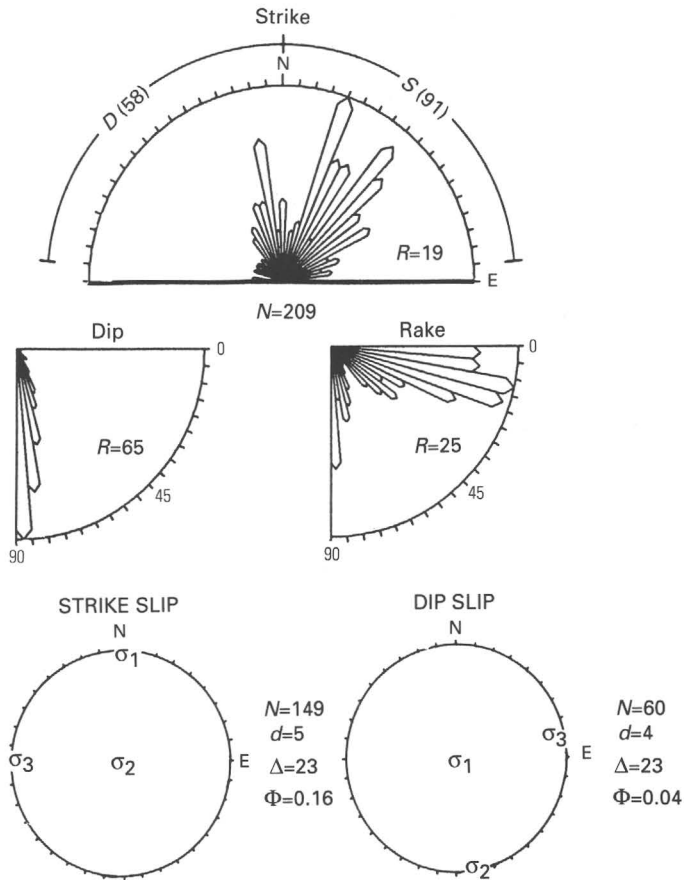 Strike
N
D (58)
S (91)
R=19
E
N=209
Dip
Rake
0
0
R=65
R=25
45
45
90
90
STRIKE SLIP
DIP SLIP
N
N
σ1
N=149
N=60
d=5
d=4
σ3
σ2
E
σ1
σ3
E
Δ=23
Δ=23
Φ=0.16
Φ=0.04
σ2